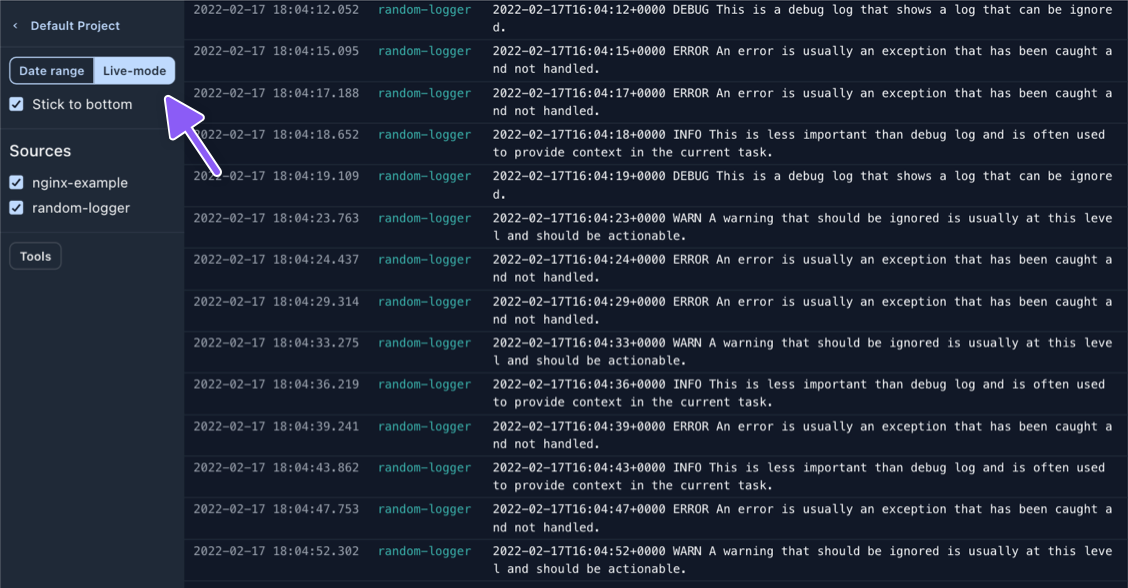 Default Project
Date range Live-mode
Stick to bottom
Sources
nginx-example
random-logger
Tools
2022-02-17 18:04:12.052 random-logger 2022-02-17T16:04:12+0000 DEBUG This is a debug log that shows a log that can be ignore
d.
2022-02-17 18:04:15.095 random-logger 2022-02-17T16:04:15+0000 ERROR An error is usually an exception that has been caught a
nd not handled.
2022-02-17 18:04:17.188 random-logger 2022-02-17T16:04:17+0000 ERROR An error is usually an exception that has been caught a
nd not handled.
2022-02-17 18:04:18.652 random-logger 2022-02-17T16:04:18+0000 INFO This is less important than debug log and is often used
to provide context in the current task.
2022-02-17 18:04:19.109 random-logger 2022-02-17T16:04:19+0000 DEBUG This is a debug log that shows a log that can be ignore
d.
2022-02-17 18:04:23.763 random-logger 2022-02-17T16:04:23+0000 WARN A warning that should be ignored is usually at this leve
l and should be actionable.
2022-02-17 18:04:24.437 random-logger 2022-02-17T16:04:24+0000 ERROR An error is usually an exception that has been caught a
nd not handled.
2022-02-17 18:04:29.314 random-logger 2022-02-17T16:04:29+0000 ERROR An error is usually an exception that has been caught a
nd not handled.
2022-02-17 18:04:33.275 random-logger 2022-02-17T16:04:33+0000 WARN A warning that should be ignored is usually at this leve
l and should be actionable.
2022-02-17 18:04:36.219 random-logger 2022-02-17T16:04:36+0000 INFO This is less important than debug log and is often used
to provide context in the current task.
2022-02-17 18:04:39.241 random-logger 2022-02-17T16:04:39+0000 ERROR An error is usually an exception that has been caught a
nd not handled.
2022-02-17 18:04:43.862 random-logger 2022-02-17T16:04:43+0000 INFO This is less important than debug log and is often used
to provide context in the current task.
2022-02-17 18:04:47.753 random-logger 2022-02-17T16:04:47+0000 ERROR An error is usually an exception that has been caught a
nd not handled.
2022-02-17 18:04:52.302 random-logger 2022-02-17T16:04:52+0000 WARN A warning that should be ignored is usually at this leve
l and should be actionable.